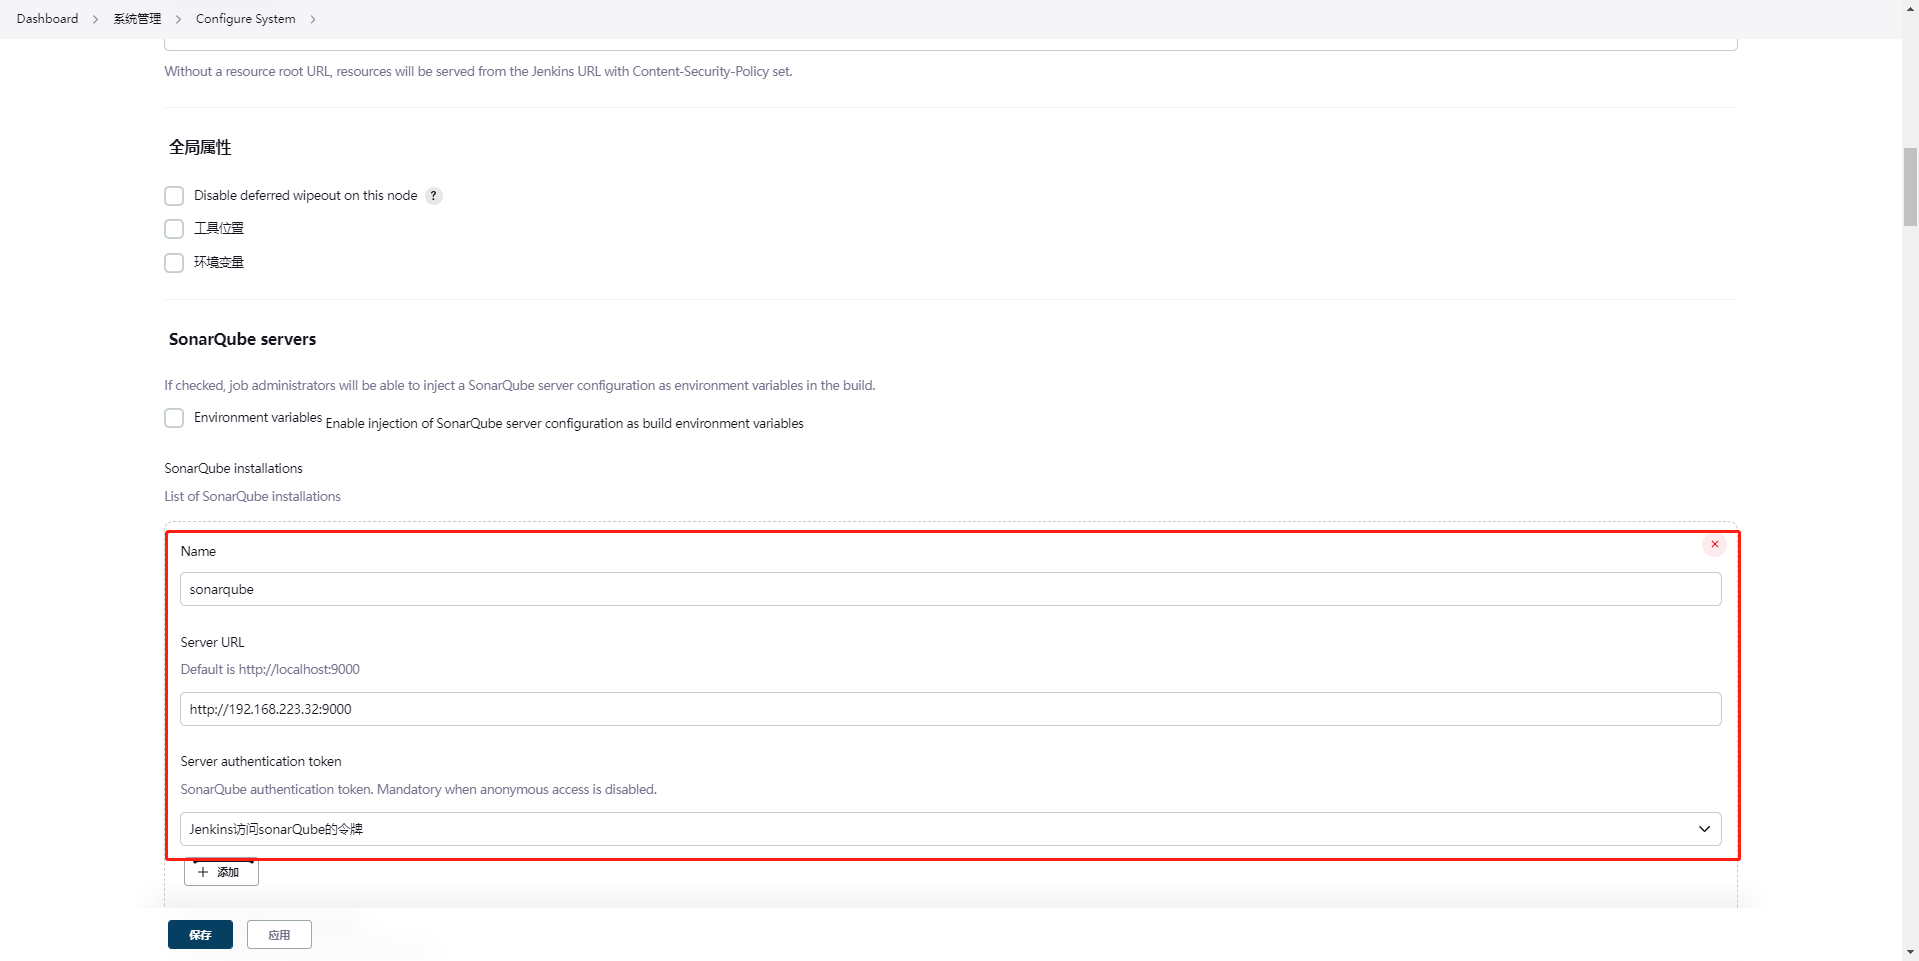 Dashboard > 系统管理 > Configure System >
Without a resource root URL, resources will be served from the Jenkins URL with Content-Security-Policy set.
全局属性
Disable deferred wipeout on this node ?
工具位置
环境变量
SonarQube servers
If checked, job administrators will be able to inject a SonarQube server configuration as environment variables in the build.
Environment variables Enable injection of SonarQube server configuration as build environment variables
SonarQube installations
List of SonarQube installations
Name
sonarqube
Server URL
Default is http://localhost:9000
http://192.168.223.32:9000
Server authentication token
SonarQube authentication token. Mandatory when anonymous access is disabled.
Jenkins访问sonarQube的令牌
添加
保存 应用